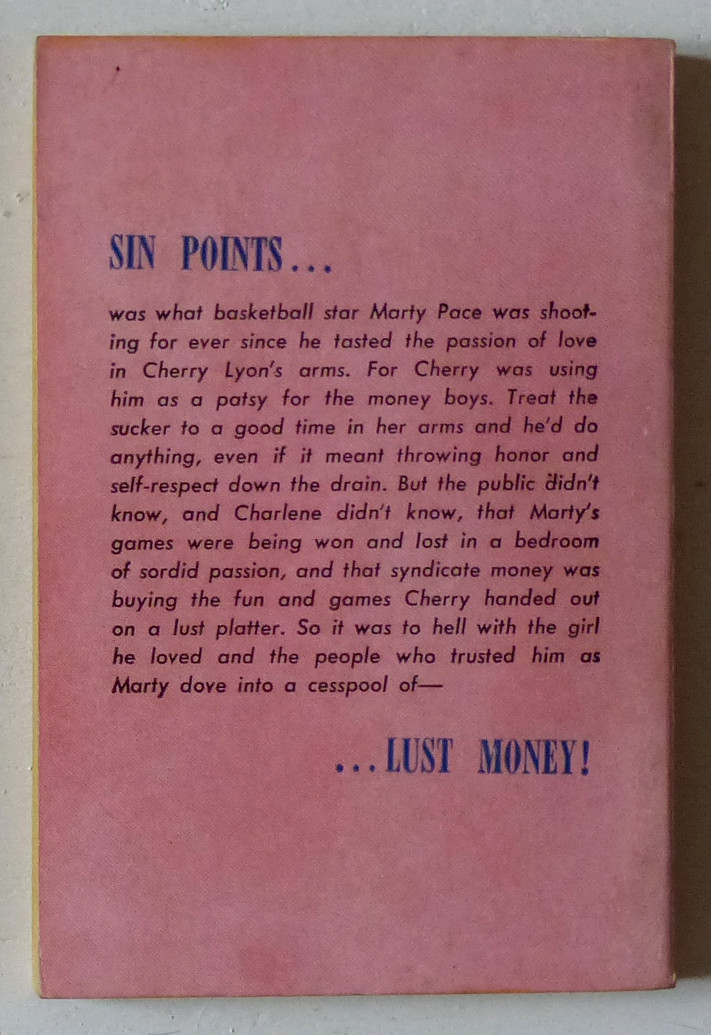 SIN POINTS...
was what basketball star Marty Pace was shoot-
ing for ever since he tasted the passion of love
in Cherry Lyon's arms. For Cherry was using
him as a patsy for the money boys. Treat the
sucker to a good time in her arms and he'd do
anything, even if it meant throwing honor and
self-respect down the drain. But the public didn't
know, and Charlene didn't know, that Marty's
games were being won and lost in a bedroom
of sordid passion, and that syndicate money was
buying the fun and games Cherry handed out
on a lust platter. So it was to hell with the girl
he loved and the people who trusted him as
Marty dove into a cesspool of—
...LUST MONEY!